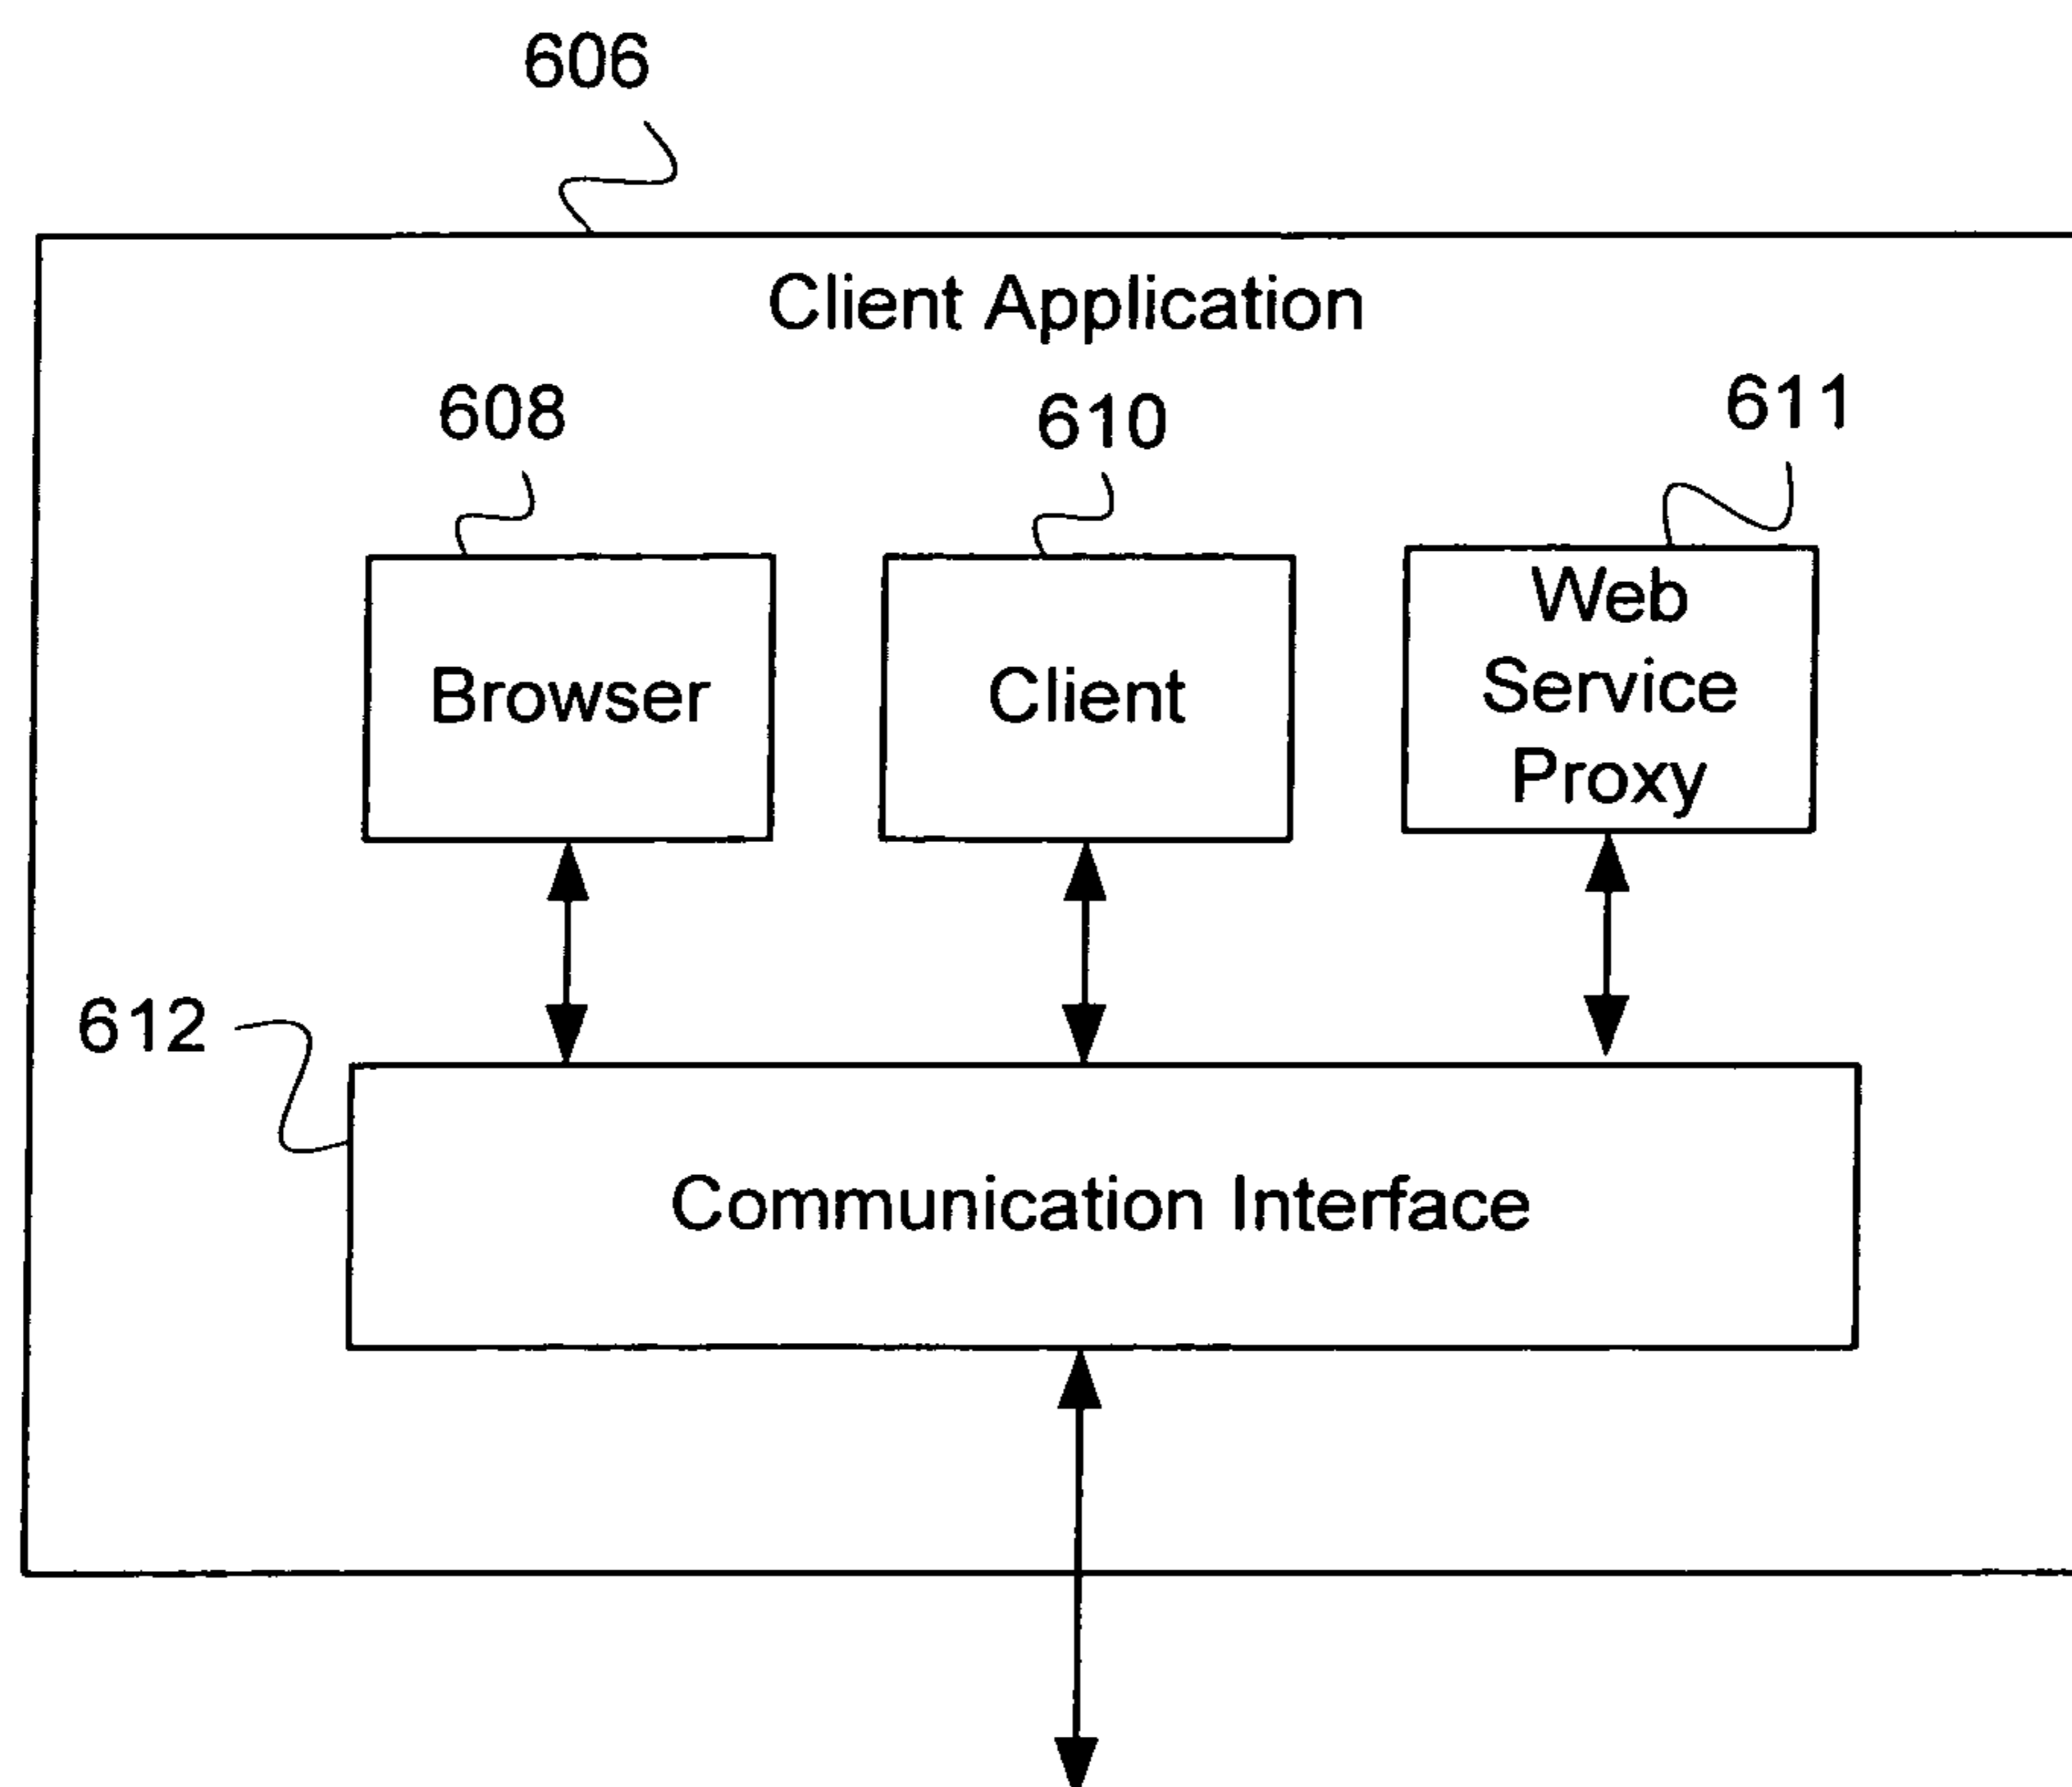 606
Client Application
608
610
611
Browser
Client
Web
Service
Proxy
612
Communication Interface